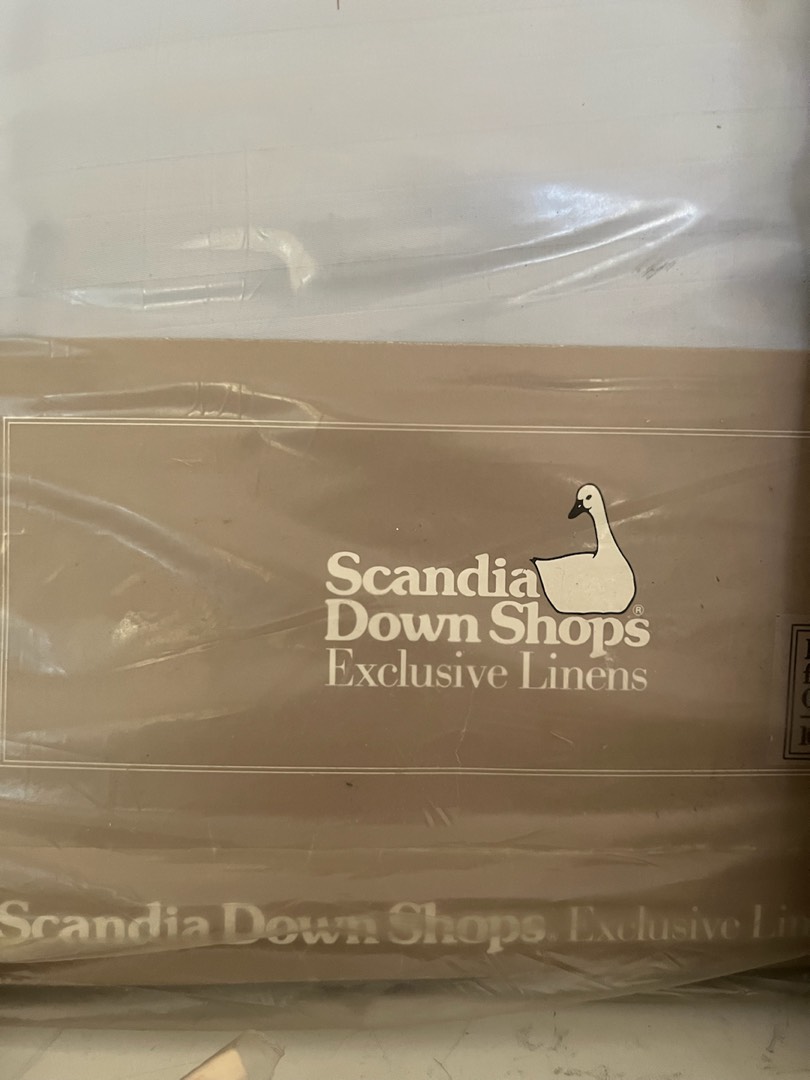 Scandia
Down Shops®
Exclusive Linens
Scandia Down Shops. Exclusive